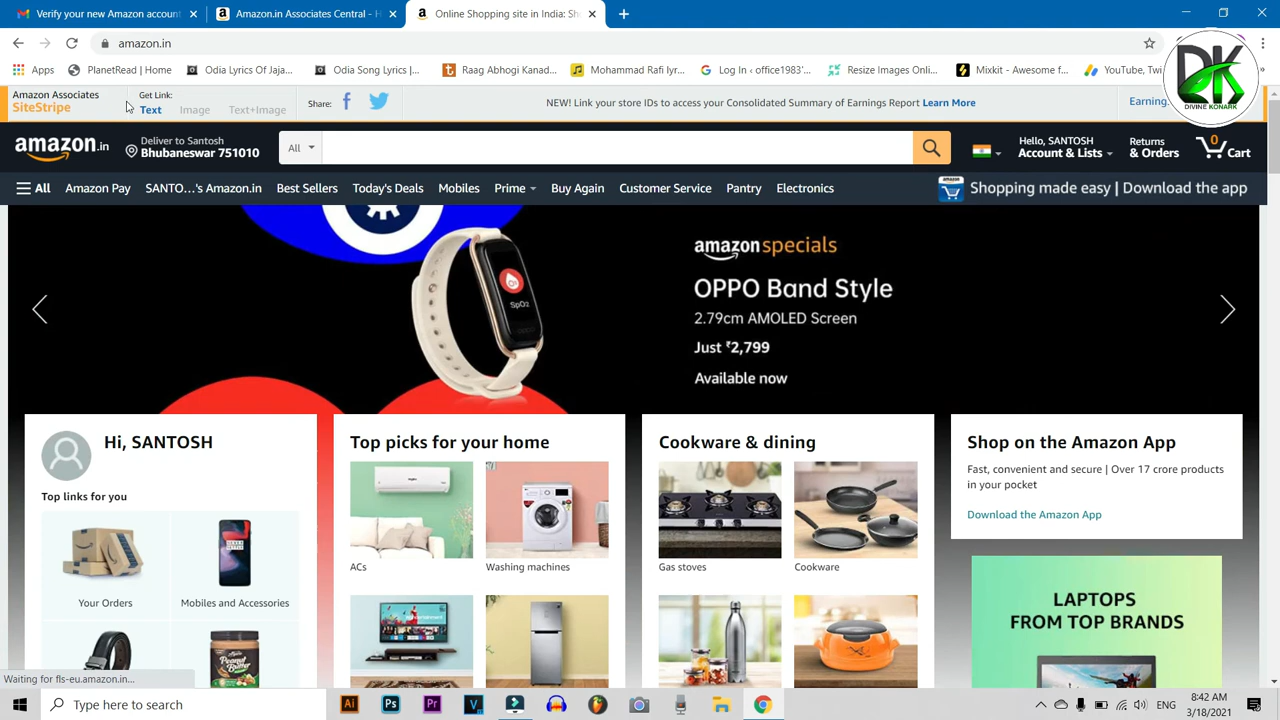 Verify your new amazon account
Amazon.in Associates Central - H
Online Shopping site in India: Sh
amazon.in
Apps
PlanetRead | Home
Odia Lyrics Of Jaja...
Odia Song Lyrics |...
Raag Abhogi Kanad...
Mohammad Rafi lyr...
Log In ‹ office1983'...
Resize Images Onli...
Mixkit - Awesome f...
YouTube, Twi
DK
DIVINE KONARK
Amazon Associates
SiteStripe
Get Link:
Text
Image
Text+Image
Share:
NEW! Link your store IDs to access your Consolidated Summary of Earnings Report Learn More
Earning
amazon.in
Deliver to Santosh
Bhubaneswar 751010
All
Hello, SANTOSH
Account & Lists
Returns
& Orders
0
Cart
All
Amazon Pay
SANTO...'s Amazon.in
Best Sellers
Today's Deals
Mobiles
Prime
Buy Again
Customer Service
Pantry
Electronics
amazon
Shopping made easy | Download the app
SpO2
oppo
amazonspecials
OPPO Band Style
2.79cm AMOLED Screen
Just ₹2,799
Available now
Hi, SANTOSH
Top links for you
Your Orders
Mobiles and Accessories
Peanut
Butter
Top picks for your home
ACs
Washing machines
Cookware & dining
Gas stoves
Cookware
Shop on the Amazon App
Fast, convenient and secure | Over 17 crore products
in your pocket
Download the Amazon App
LAPTOPS
FROM TOP BRANDS
Waiting for fls-eu.amazon.in...
Type here to search
Ai
Ps
Pr
V
ENG
8:42 AM
3/18/2021